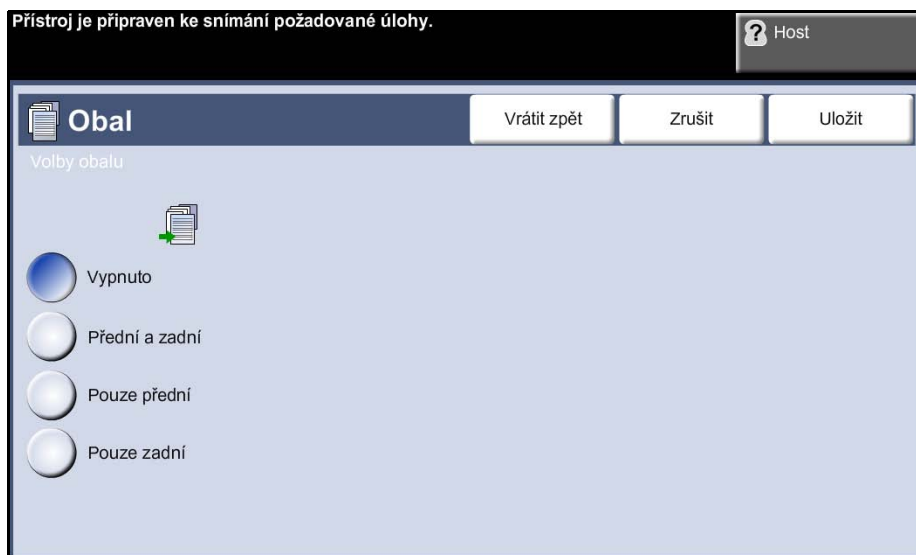 Přístroj je připraven ke snímání požadované úlohy.
? Host
Obal
Vrátit zpět
Zrušit
Uložit
Volby obalu
Vypnuto
Přední a zadní
Pouze přední
Pouze zadní